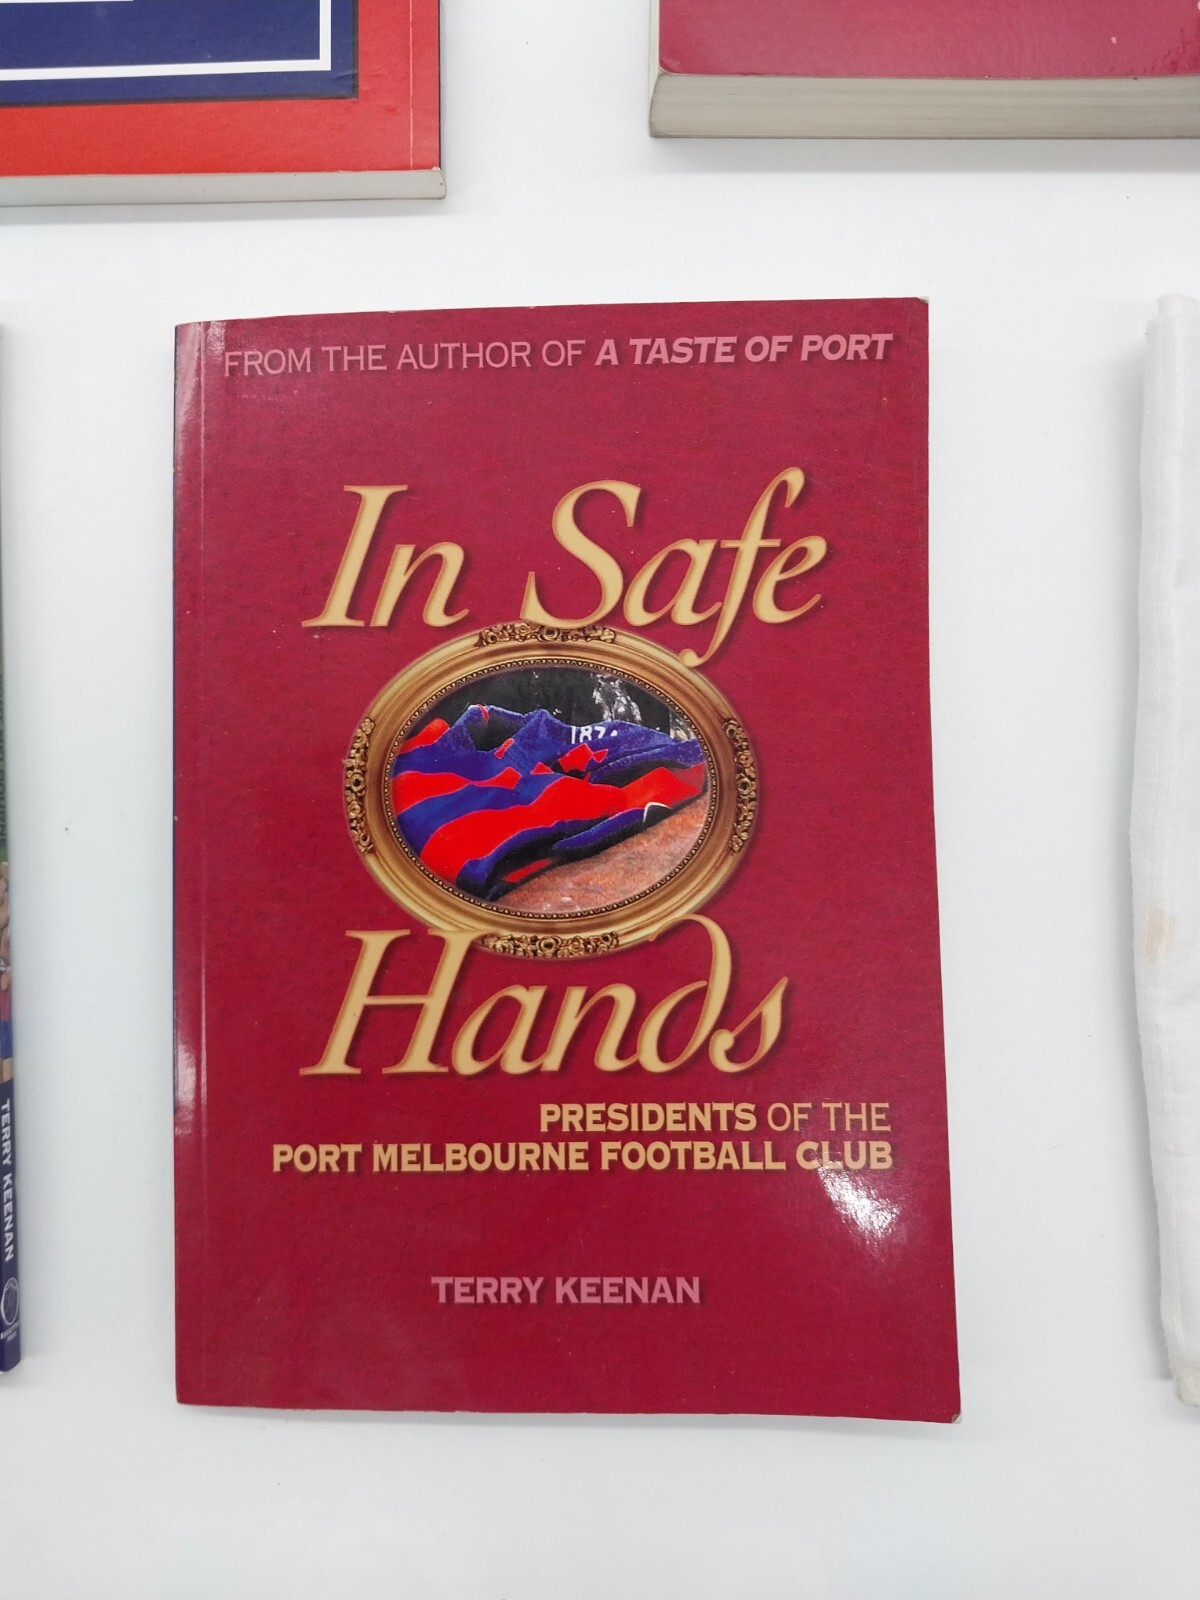 FROM THE AUTHOR OF A TASTE OF PORT
In Safe
187
Hands
PRESIDENTS OF THE
PORT MELBOURNE FOOTBALL CLUB
TERRY KEENAN
TERRY KEENAN